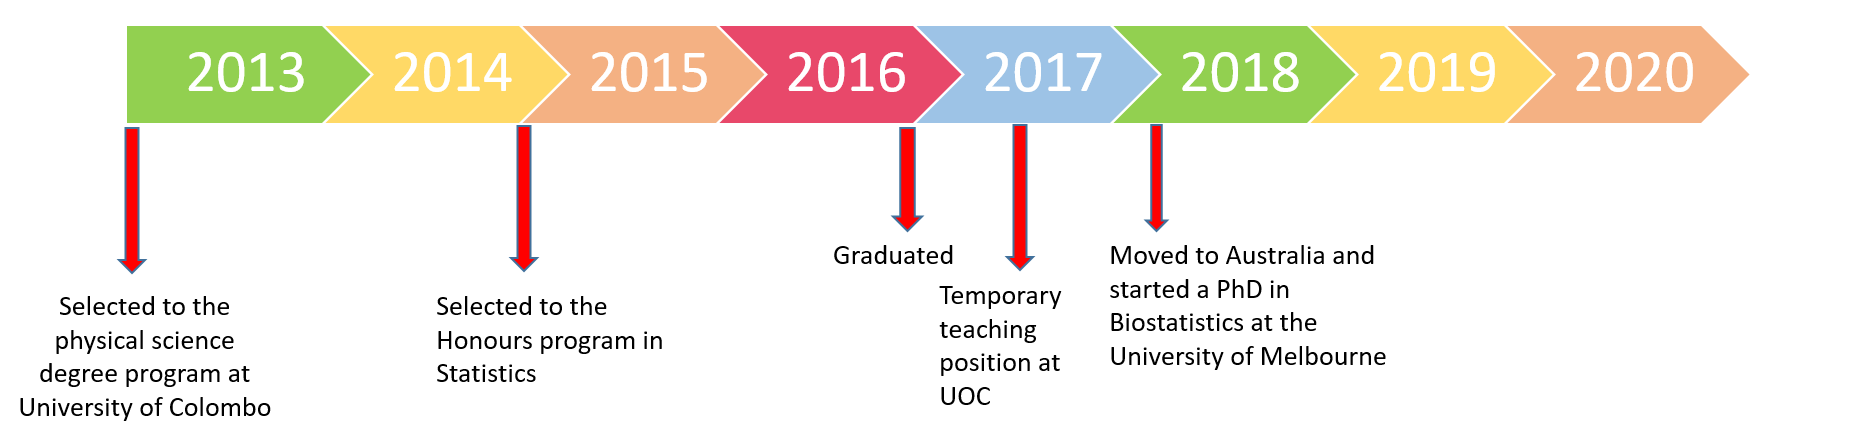 2013
2014
2015
2016
2017
2018
2019
2020
Selected to the
physical science
degree program at
University of Colombo
Selected to the
Honours program in
Statistics
Graduated
Temporary
teaching
position at
UOC
Moved to Australia and
started a PhD in
Biostatistics at the
University of Melbourne